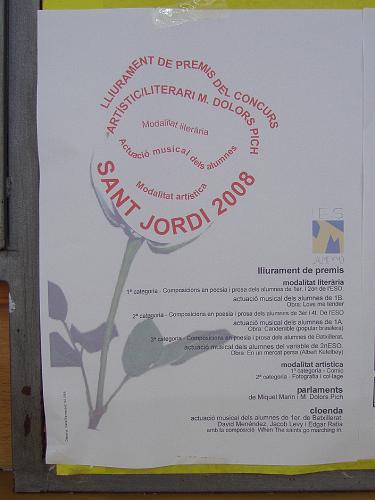 LLIURAMENT DE PREMIS DEL CONCURS
ARTÍSTIC/LITERARI M. DOLORS PICH
Modalitat literària
Actuació musical dels alumnes
Modalitat artística
SANT JORDI 2008
IES
lliurament de premis
modalitat literària
1ª categoria - Composicions en poesia i prosa dels alumnes de 1er. i 2on de l'ESO.
actuació musical dels alumnes de 1B.
Obra: Love me tender
2ª categoria - Composicions en poesia i prosa dels alumnes de 3er i 4t. De l'ESO
actuació musical dels alumnes de 1A.
Obra: Candenible (popular brasilera)
3ª categoria - Composicions en poesia i prosa dels alumnes de Batxillerat.
actuació musical dels alumnes del variable de 2nESO.
Obra: En un mercat persa (Albert Ketelbey)
modalitat artística
1ª categoria - Còmic
2ª categoria - Fotografia i col·lage
parlaments
de Miquel Marín i M. Dolors Pich
cloenda
actuació musical dels alumnes de 1er. de Batxillerat:
David Menéndez, Jacob Levy i Edgar Ratia
amb la composició When The saints go marching in.